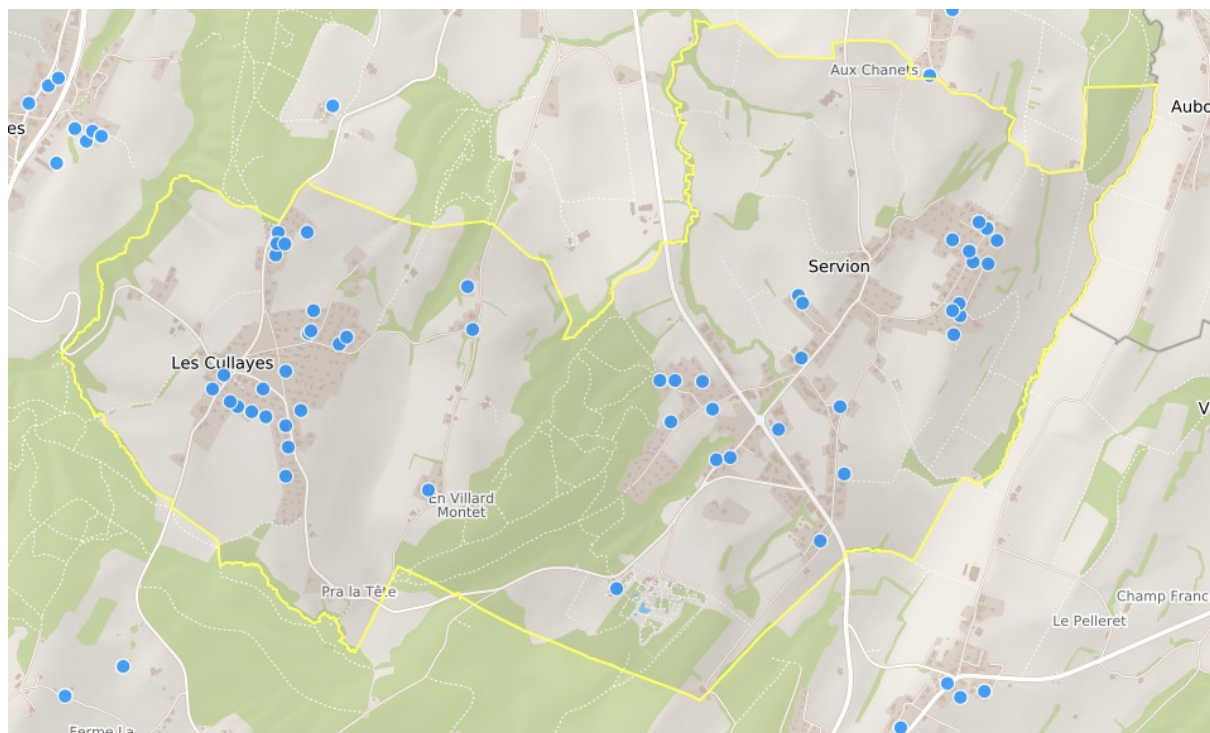 Aux Chanets
Aubo
es
Servion
Les Cullayes
V
En Villard
Montet
Pra la Tête
Champ Franc
Le Pelleret
Ferme La